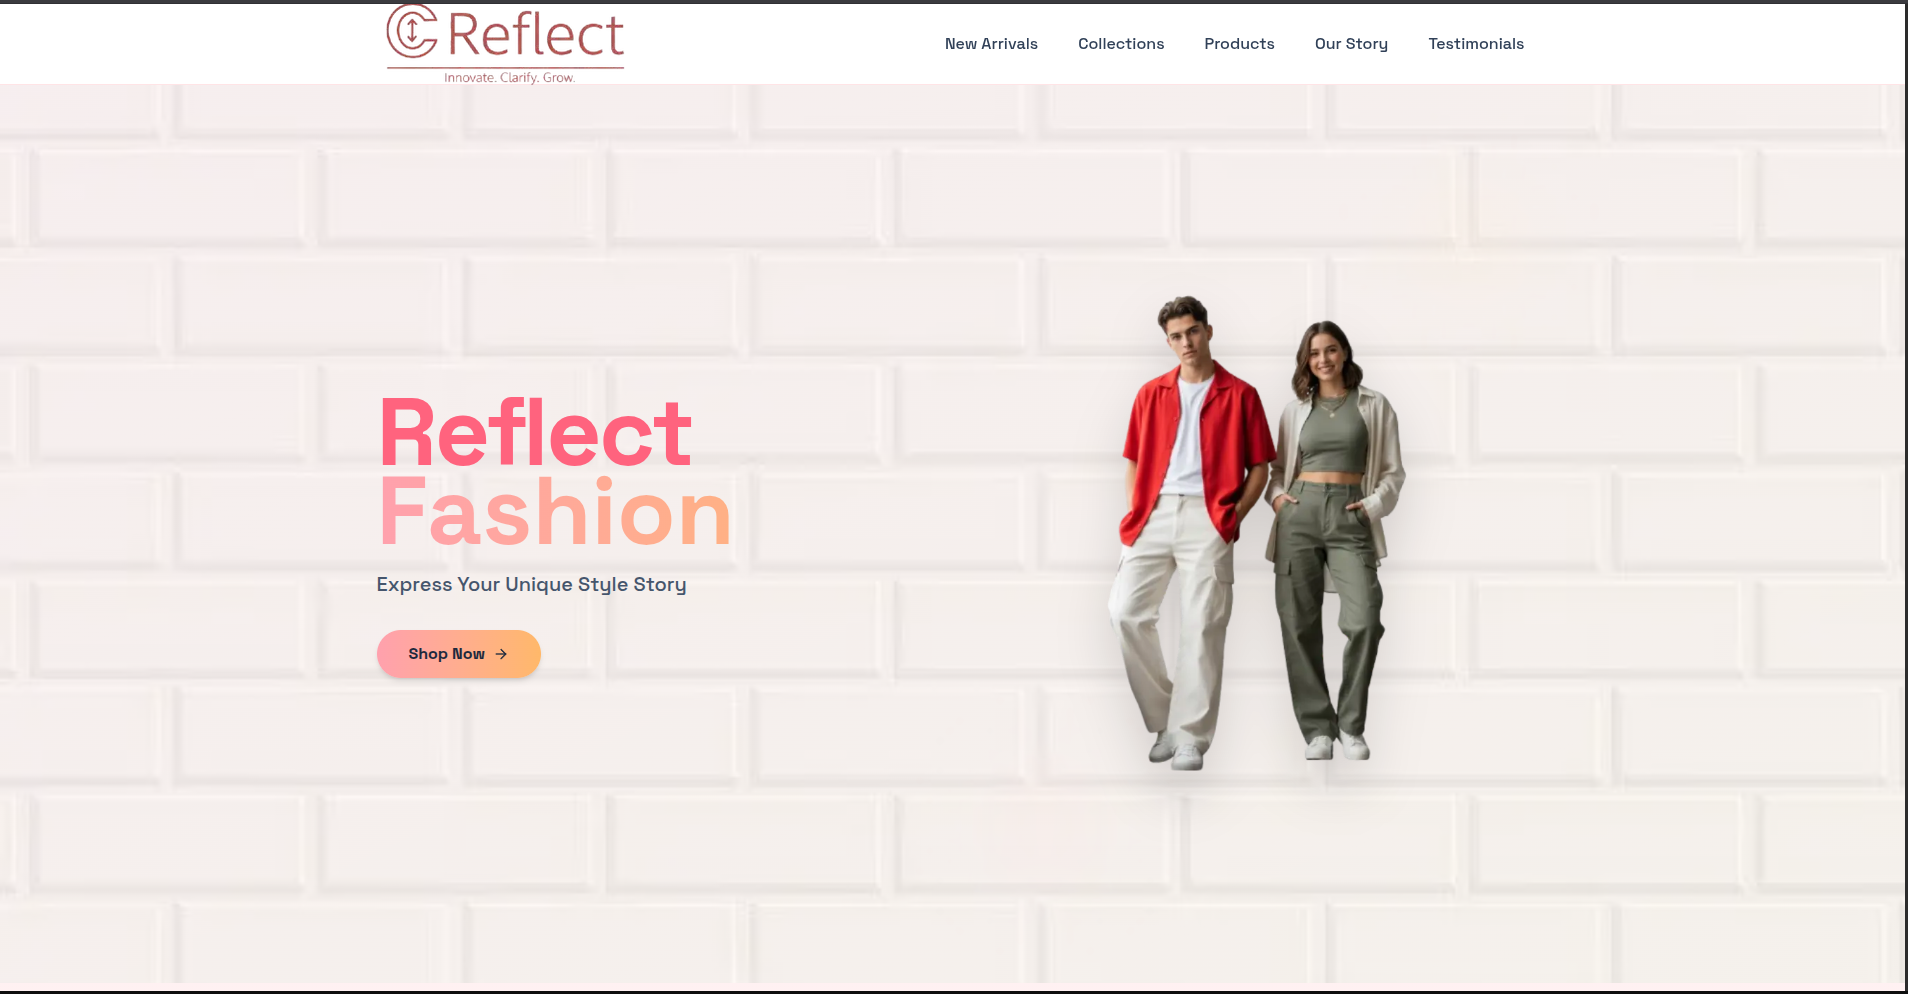 Reflect
Innovate. Clarify. Grow.
New Arrivals Collections Products Our Story Testimonials
Reflect
Fashion
Express Your Unique Style Story
Shop Now →